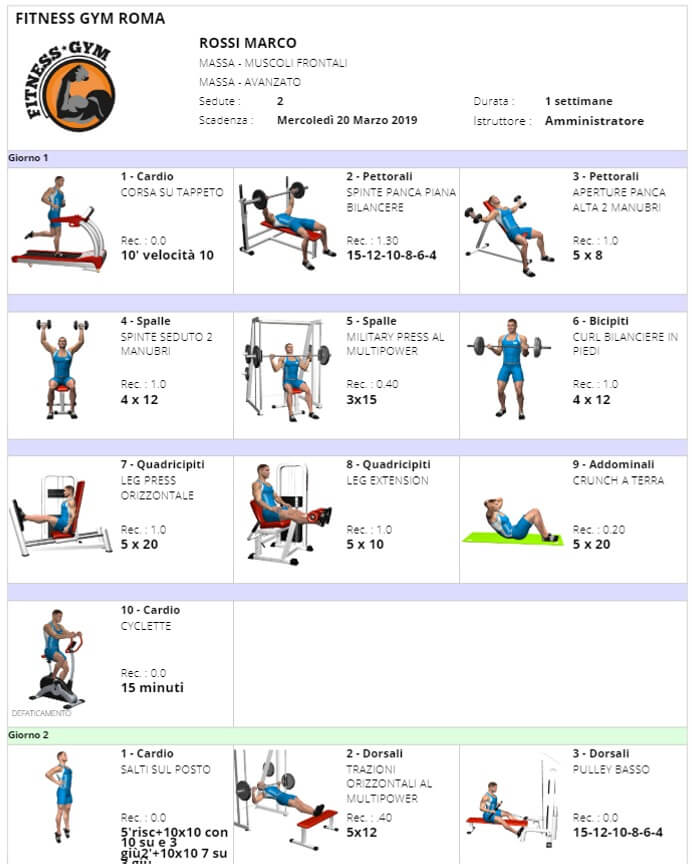 FITNESS GYM ROMA
FITNESS★GYM
ROSSI MARCO
MASSA - MUSCOLI FRONTALI
MASSA - AVANZATO
Sedute : 2 Durata : 1 settimane
Scadenza : Mercoledì 20 Marzo 2019 Istruttore : Amministratore
Giorno 1
1 - Cardio
CORSA SU TAPPETO
Rec. : 0.0
10' velocità 10
2 - Pettorali
SPINTE PANCA PIANA
BILANCERE
Rec. : 1.30
15-12-10-8-6-4
3 - Pettorali
APERTURE PANCA
ALTA 2 MANUBRI
Rec. : 1.0
5 x 8
4 - Spalle
SPINTE SEDUTO 2
MANUBRI
Rec. : 1.0
4 x 12
5 - Spalle
MILITARY PRESS AL
MULTIPOWER
Rec. : 0.40
3x15
6 - Bicipiti
CURL BILANCIERE IN
PIEDI
Rec. : 1.0
4 x 12
7 - Quadricipiti
LEG PRESS
ORIZZONTALE
Rec. : 1.0
5 x 20
8 - Quadricipiti
LEG EXTENSION
Rec. : 1.0
5 x 10
9 - Addominali
CRUNCH A TERRA
Rec. : 0.20
5 x 20
10 - Cardio
CYCLETTE
Rec. : 0.0
15 minuti
DEFATICAMENTO
Giorno 2
1 - Cardio
SALTI SUL POSTO
Rec. : 0.0
5'risc+10x10 con
10 su e 3
giù2'+10x10 7 su
3 giù
2 - Dorsali
TRAZIONI
ORIZZONTALI AL
MULTIPOWER
Rec. : .40
5x12
3 - Dorsali
PULLEY BASSO
Rec. : 0.0
15-12-10-8-6-4